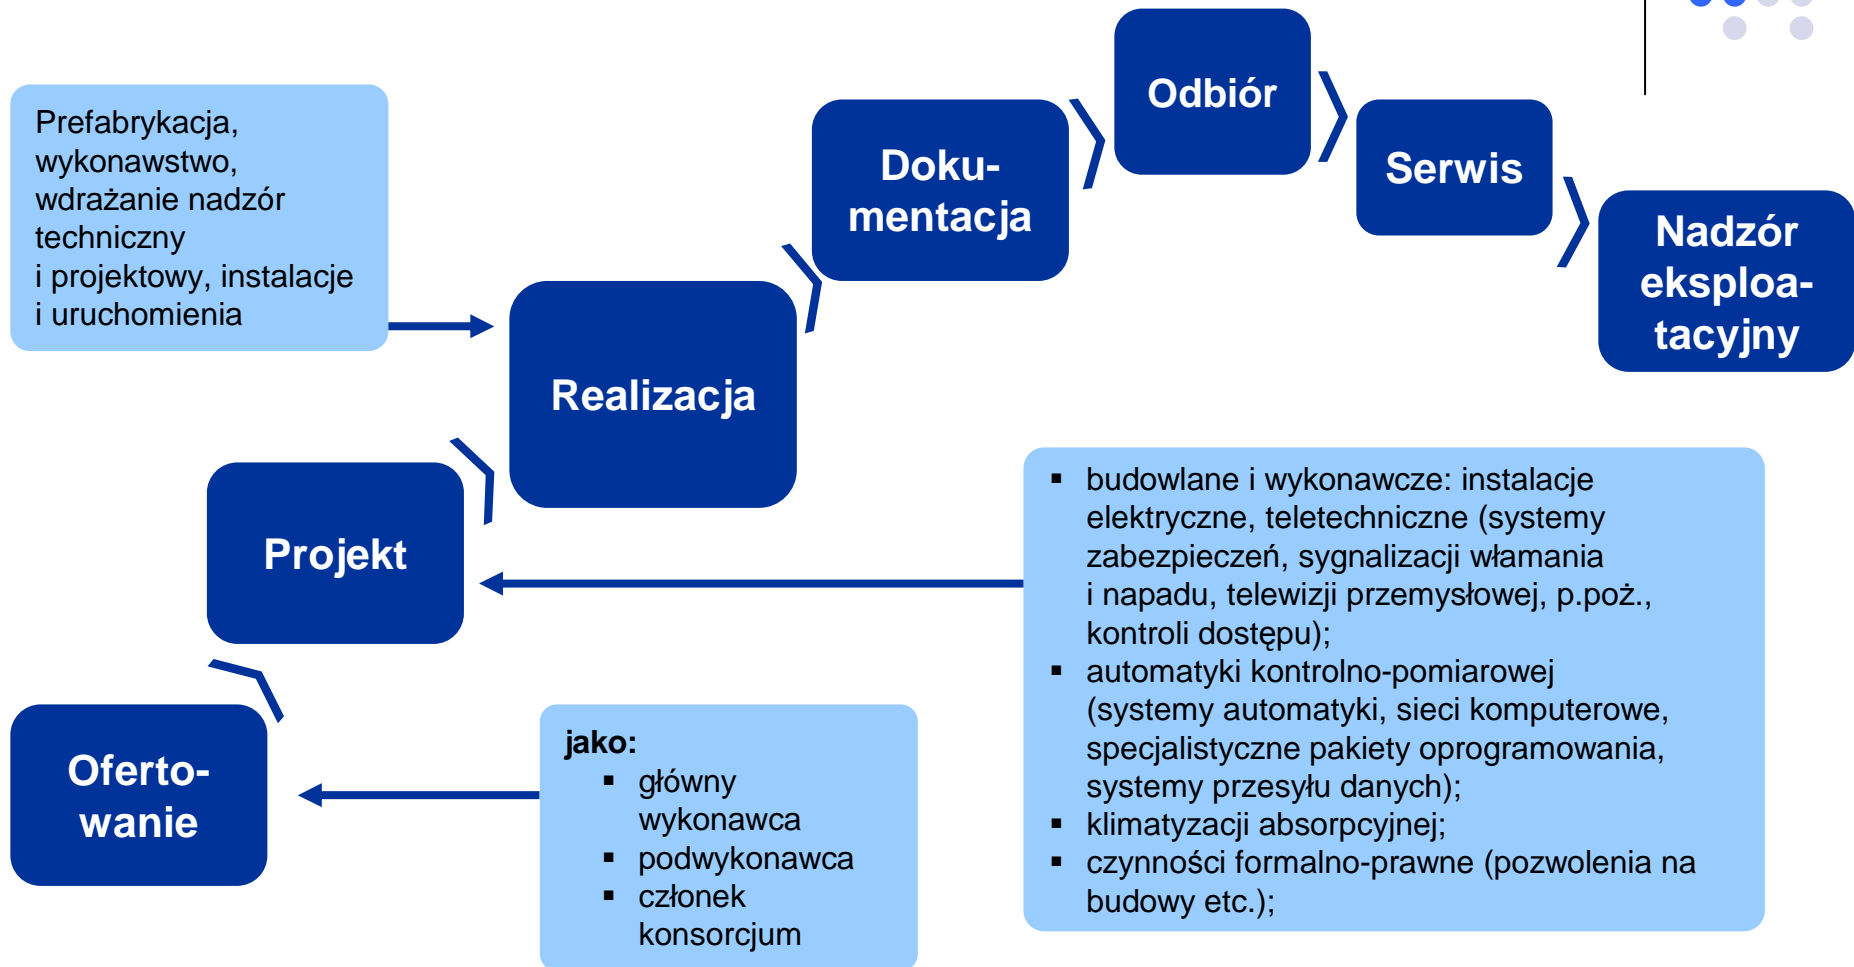 Prefabrykacja,
wykonawstwo,
wdrażanie nadzór
techniczny
i projektowy, instalacje
i uruchomienia
Odbiór
Doku-
mentacja
Serwis
Nadzór
eksploa-
tacyjny
Realizacja
Projekt
▪ budowlane i wykonawcze: instalacje
elektryczne, teletechniczne (systemy
zabezpieczeń, sygnalizacji włamania
i napadu, telewizji przemysłowej, p.poż.,
kontroli dostępu);
▪ automatyki kontrolno-pomiarowej
(systemy automatyki, sieci komputerowe,
specjalistyczne pakiety oprogramowania,
systemy przesyłu danych);
▪ klimatyzacji absorpcyjnej;
▪ czynności formalno-prawne (pozwolenia na
budowy etc.);
Oferto-
wanie
jako:
▪ główny
wykonawca
▪ podwykonawca
▪ członek
konsorcjum